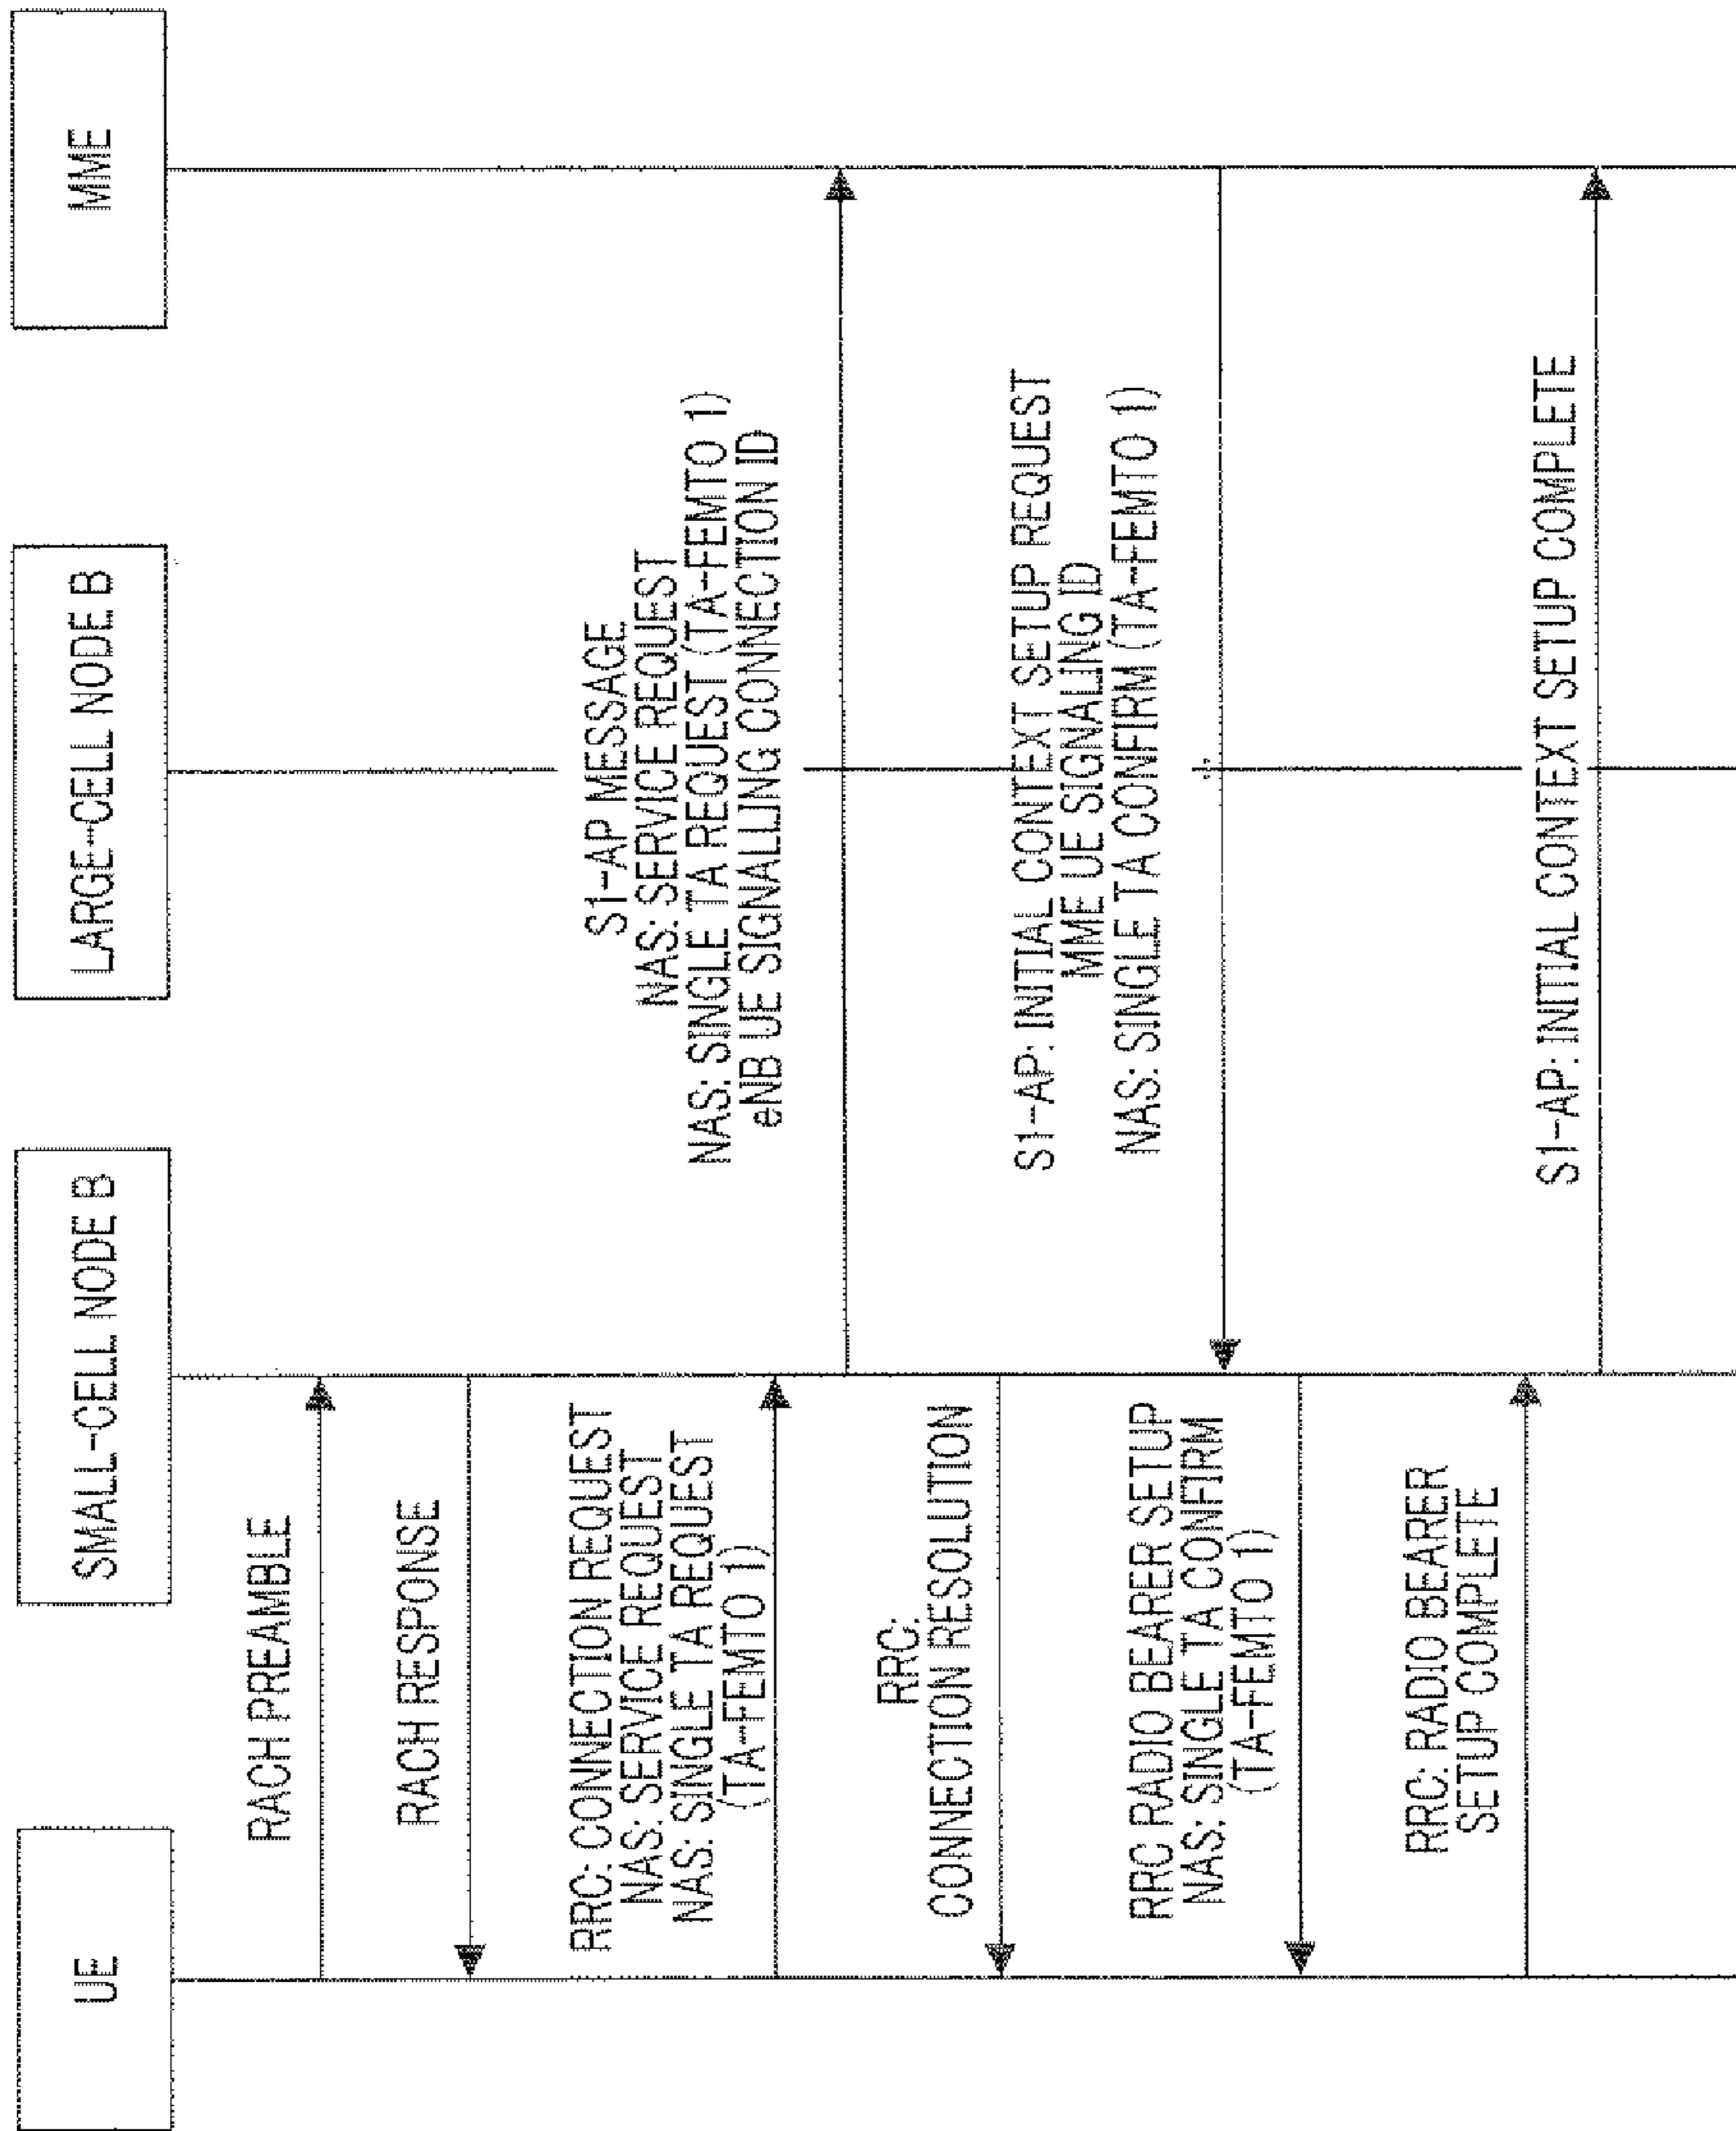 UE
SMALL-CELL NODE B
LARGE-CELL NODE B
MME
RACH PREAMBLE
RACH RESPONSE
RRC: CONNECTION REQUEST
NAS: SERVICE REQUEST
NAS: SINGLE TA REQUEST
(TA-FEMTO 1)
S1-AP MESSAGE
NAS: SERVICE REQUEST
NAS: SINGLE TA REQUEST (TA-FEMTO 1)
eNB UE SIGNALLING CONNECTION ID
RRC:
CONNECTION RESOLUTION
S1-AP: INITIAL CONTEXT SETUP REQUEST
MME UE SIGNALING ID
NAS: SINGLE TA CONFIRM (TA-FEMTO 1)
RRC RADIO BEARER SETUP
NAS: SINGLE TA CONFIRM
(TA-FEMTO 1)
RRC: RADIO BEARER
SETUP COMPLETE
S1-AP: INITIAL CONTEXT SETUP COMPLETE